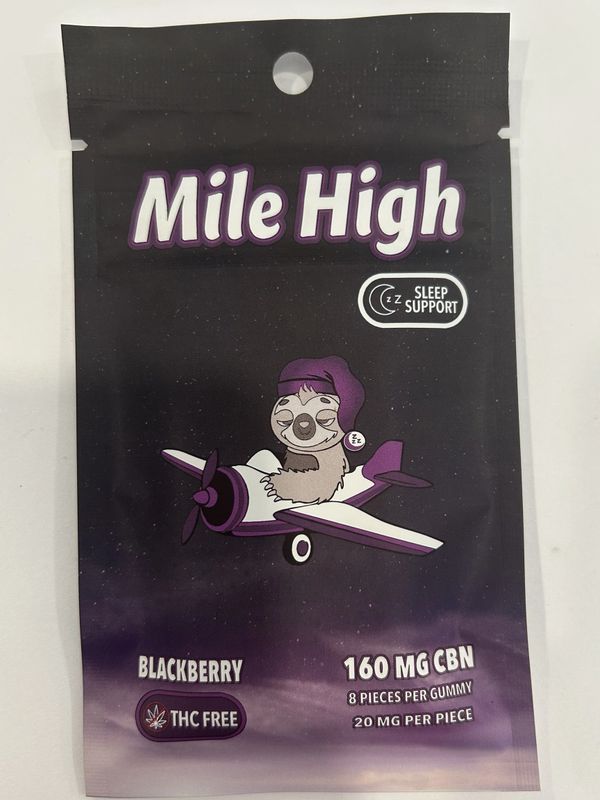 Mile High
z z SLEEP
SUPPORT
z z z
BLACKBERRY
THC FREE
160 MG CBN
8 PIECES PER GUMMY
20 MG PER PIECE